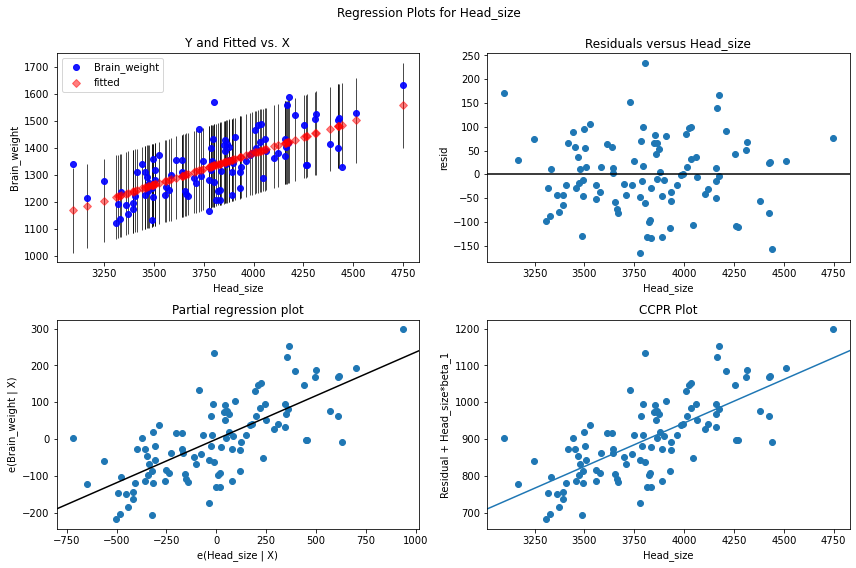 Regression Plots for Head_size
Y and Fitted vs. X
Brain_weight
fitted
Brain_weight
1700
1600
1500
1400
1300
1200
1100
1000
3250 3500 3750 4000 4250 4500 4750
Head_size
Residuals versus Head_size
resid
250
200
150
100
50
0
−50
−100
−150
3250 3500 3750 4000 4250 4500 4750
Head_size
Partial regression plot
e(Brain_weight | X)
300
200
100
0
−100
−200
−750 −500 −250 0 250 500 750 1000
e(Head_size | X)
CCPR Plot
Residual + Head_size*beta_1
1200
1100
1000
900
800
700
3250 3500 3750 4000 4250 4500 4750
Head_size